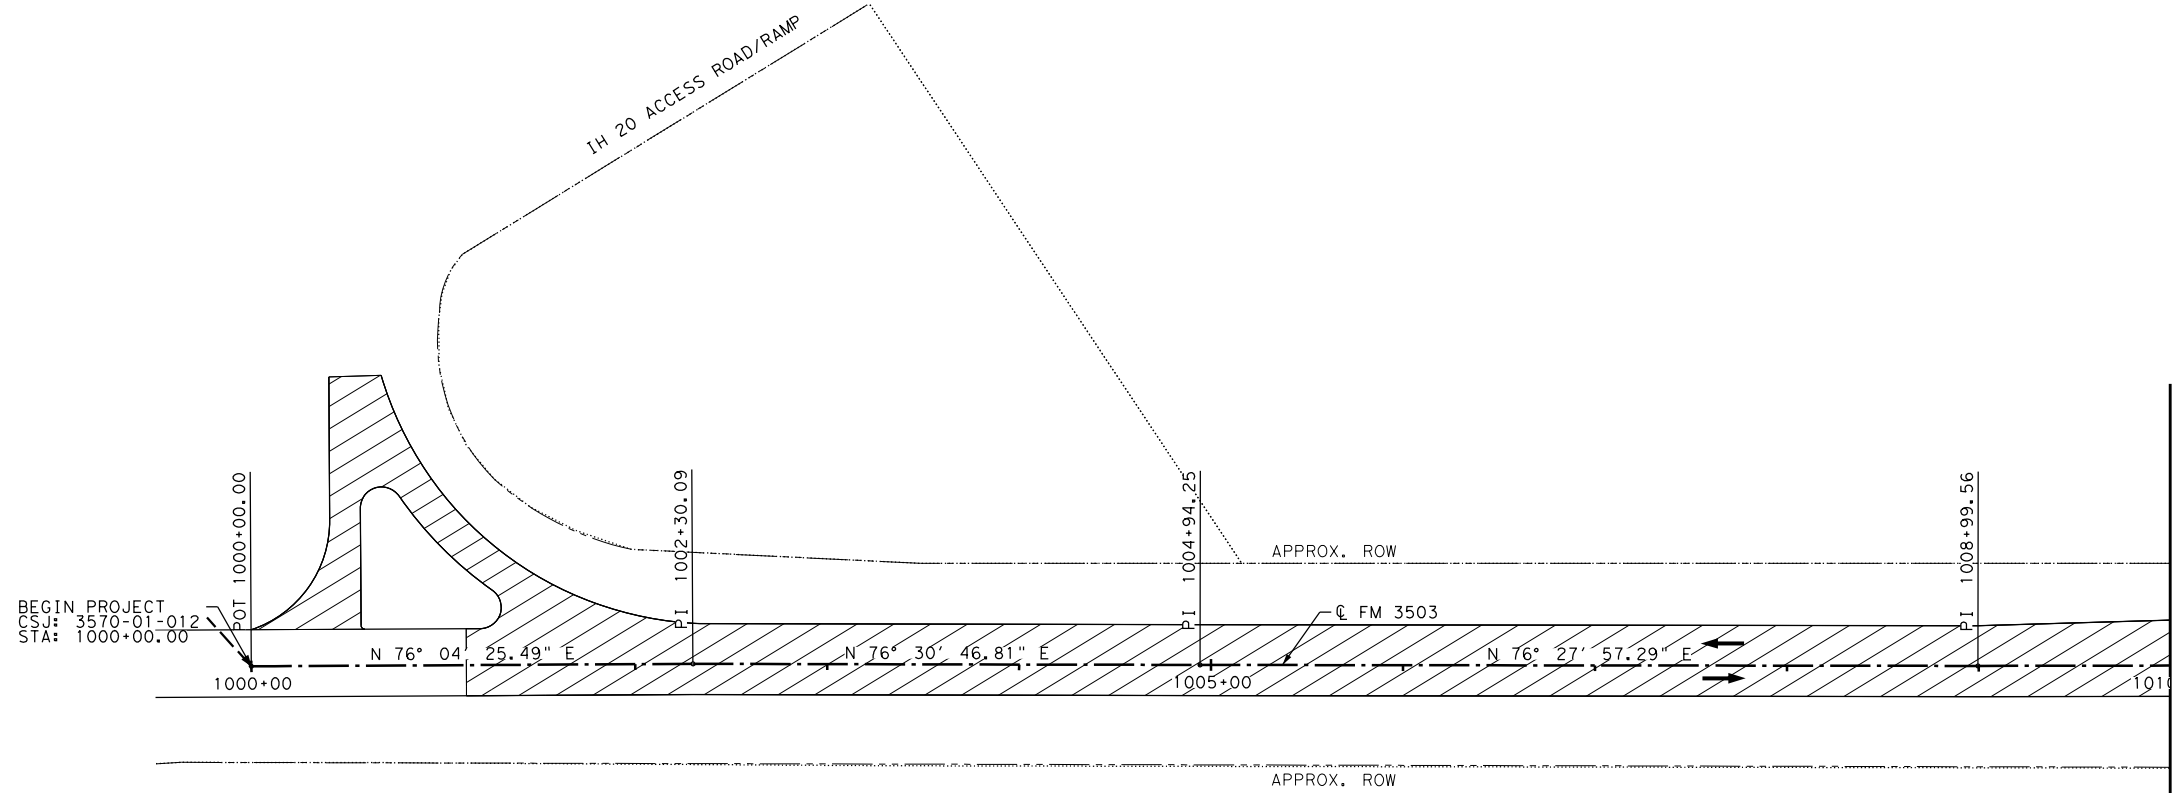 IH 20 ACCESS ROAD/RAMP
POT 1000+00.00
PI 1002+30.09
PI 1004+94.25
PI 1008+99.56
APPROX. ROW
BEGIN PROJECT
CSJ: 3570-01-012
STA: 1000+00.00
℄ FM 3503
N 76° 04' 25.49" E
N 76° 30' 46.81" E
N 76° 27' 57.29" E
1000+00
1005+00
APPROX. ROW